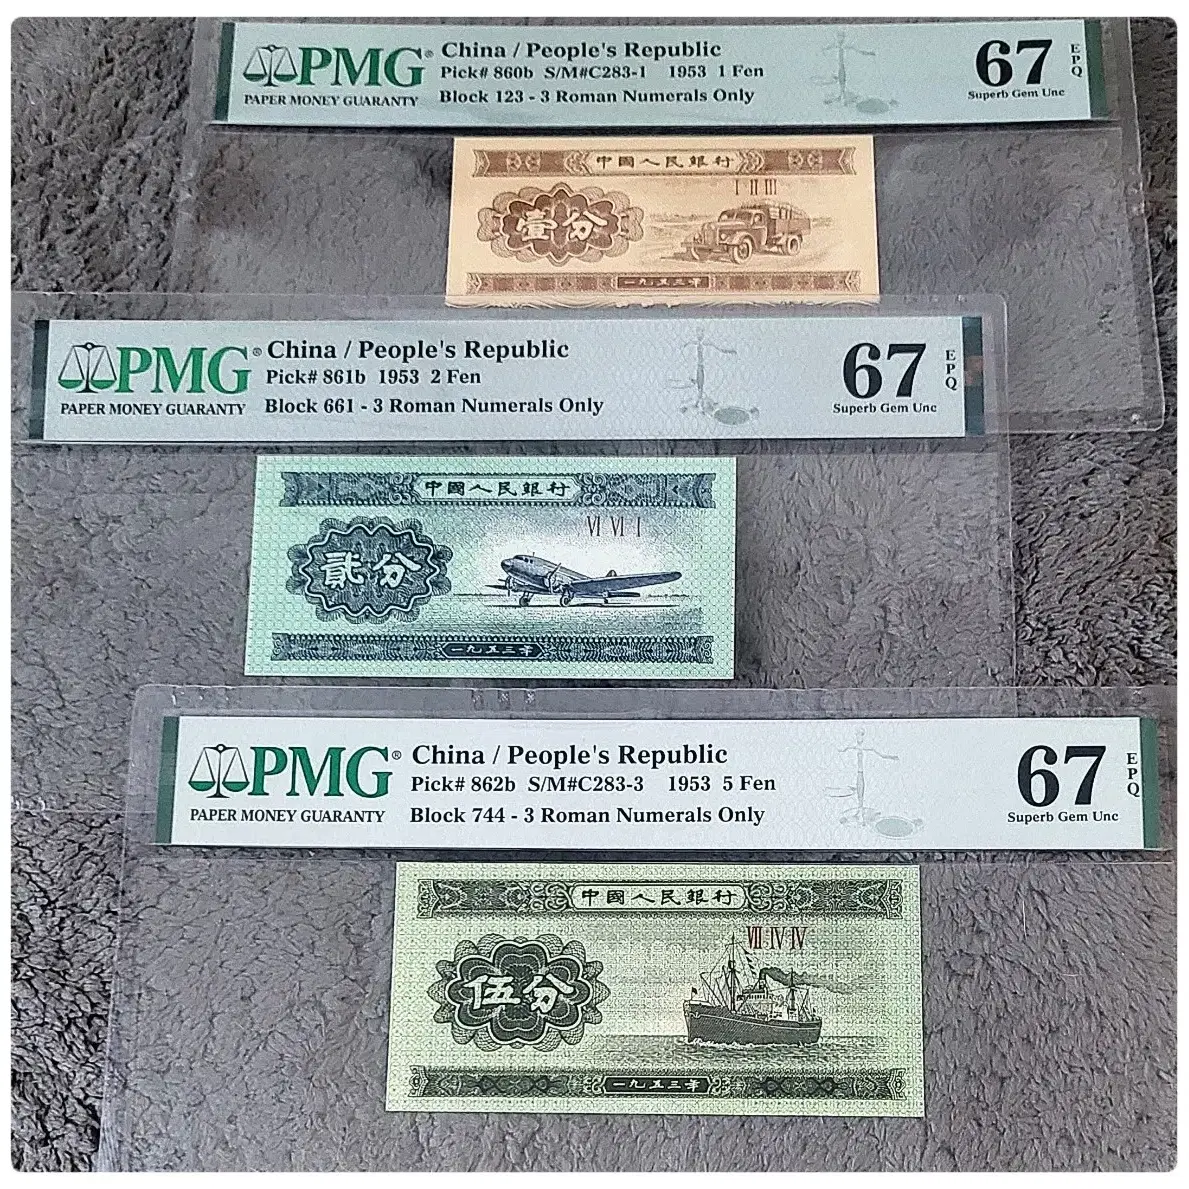 PMG®
PAPER MONEY GUARANTY
China / People's Republic
Pick# 860b S/M#C283-1 1953 1 Fen
Block 123 - 3 Roman Numerals Only
67
EPQ
Superb Gem Unc
中國人民銀行
I II III
壹分
一九五三年
PMG®
PAPER MONEY GUARANTY
China / People's Republic
Pick# 861b 1953 2 Fen
Block 661 - 3 Roman Numerals Only
67
EPQ
Superb Gem Unc
中國人民銀行
VI VI I
貳分
一九五三年
PMG®
PAPER MONEY GUARANTY
China / People's Republic
Pick# 862b S/M#C283-3 1953 5 Fen
Block 744 - 3 Roman Numerals Only
67
EPQ
Superb Gem Unc
中國人民銀行
VII IV IV
伍分
一九五三年